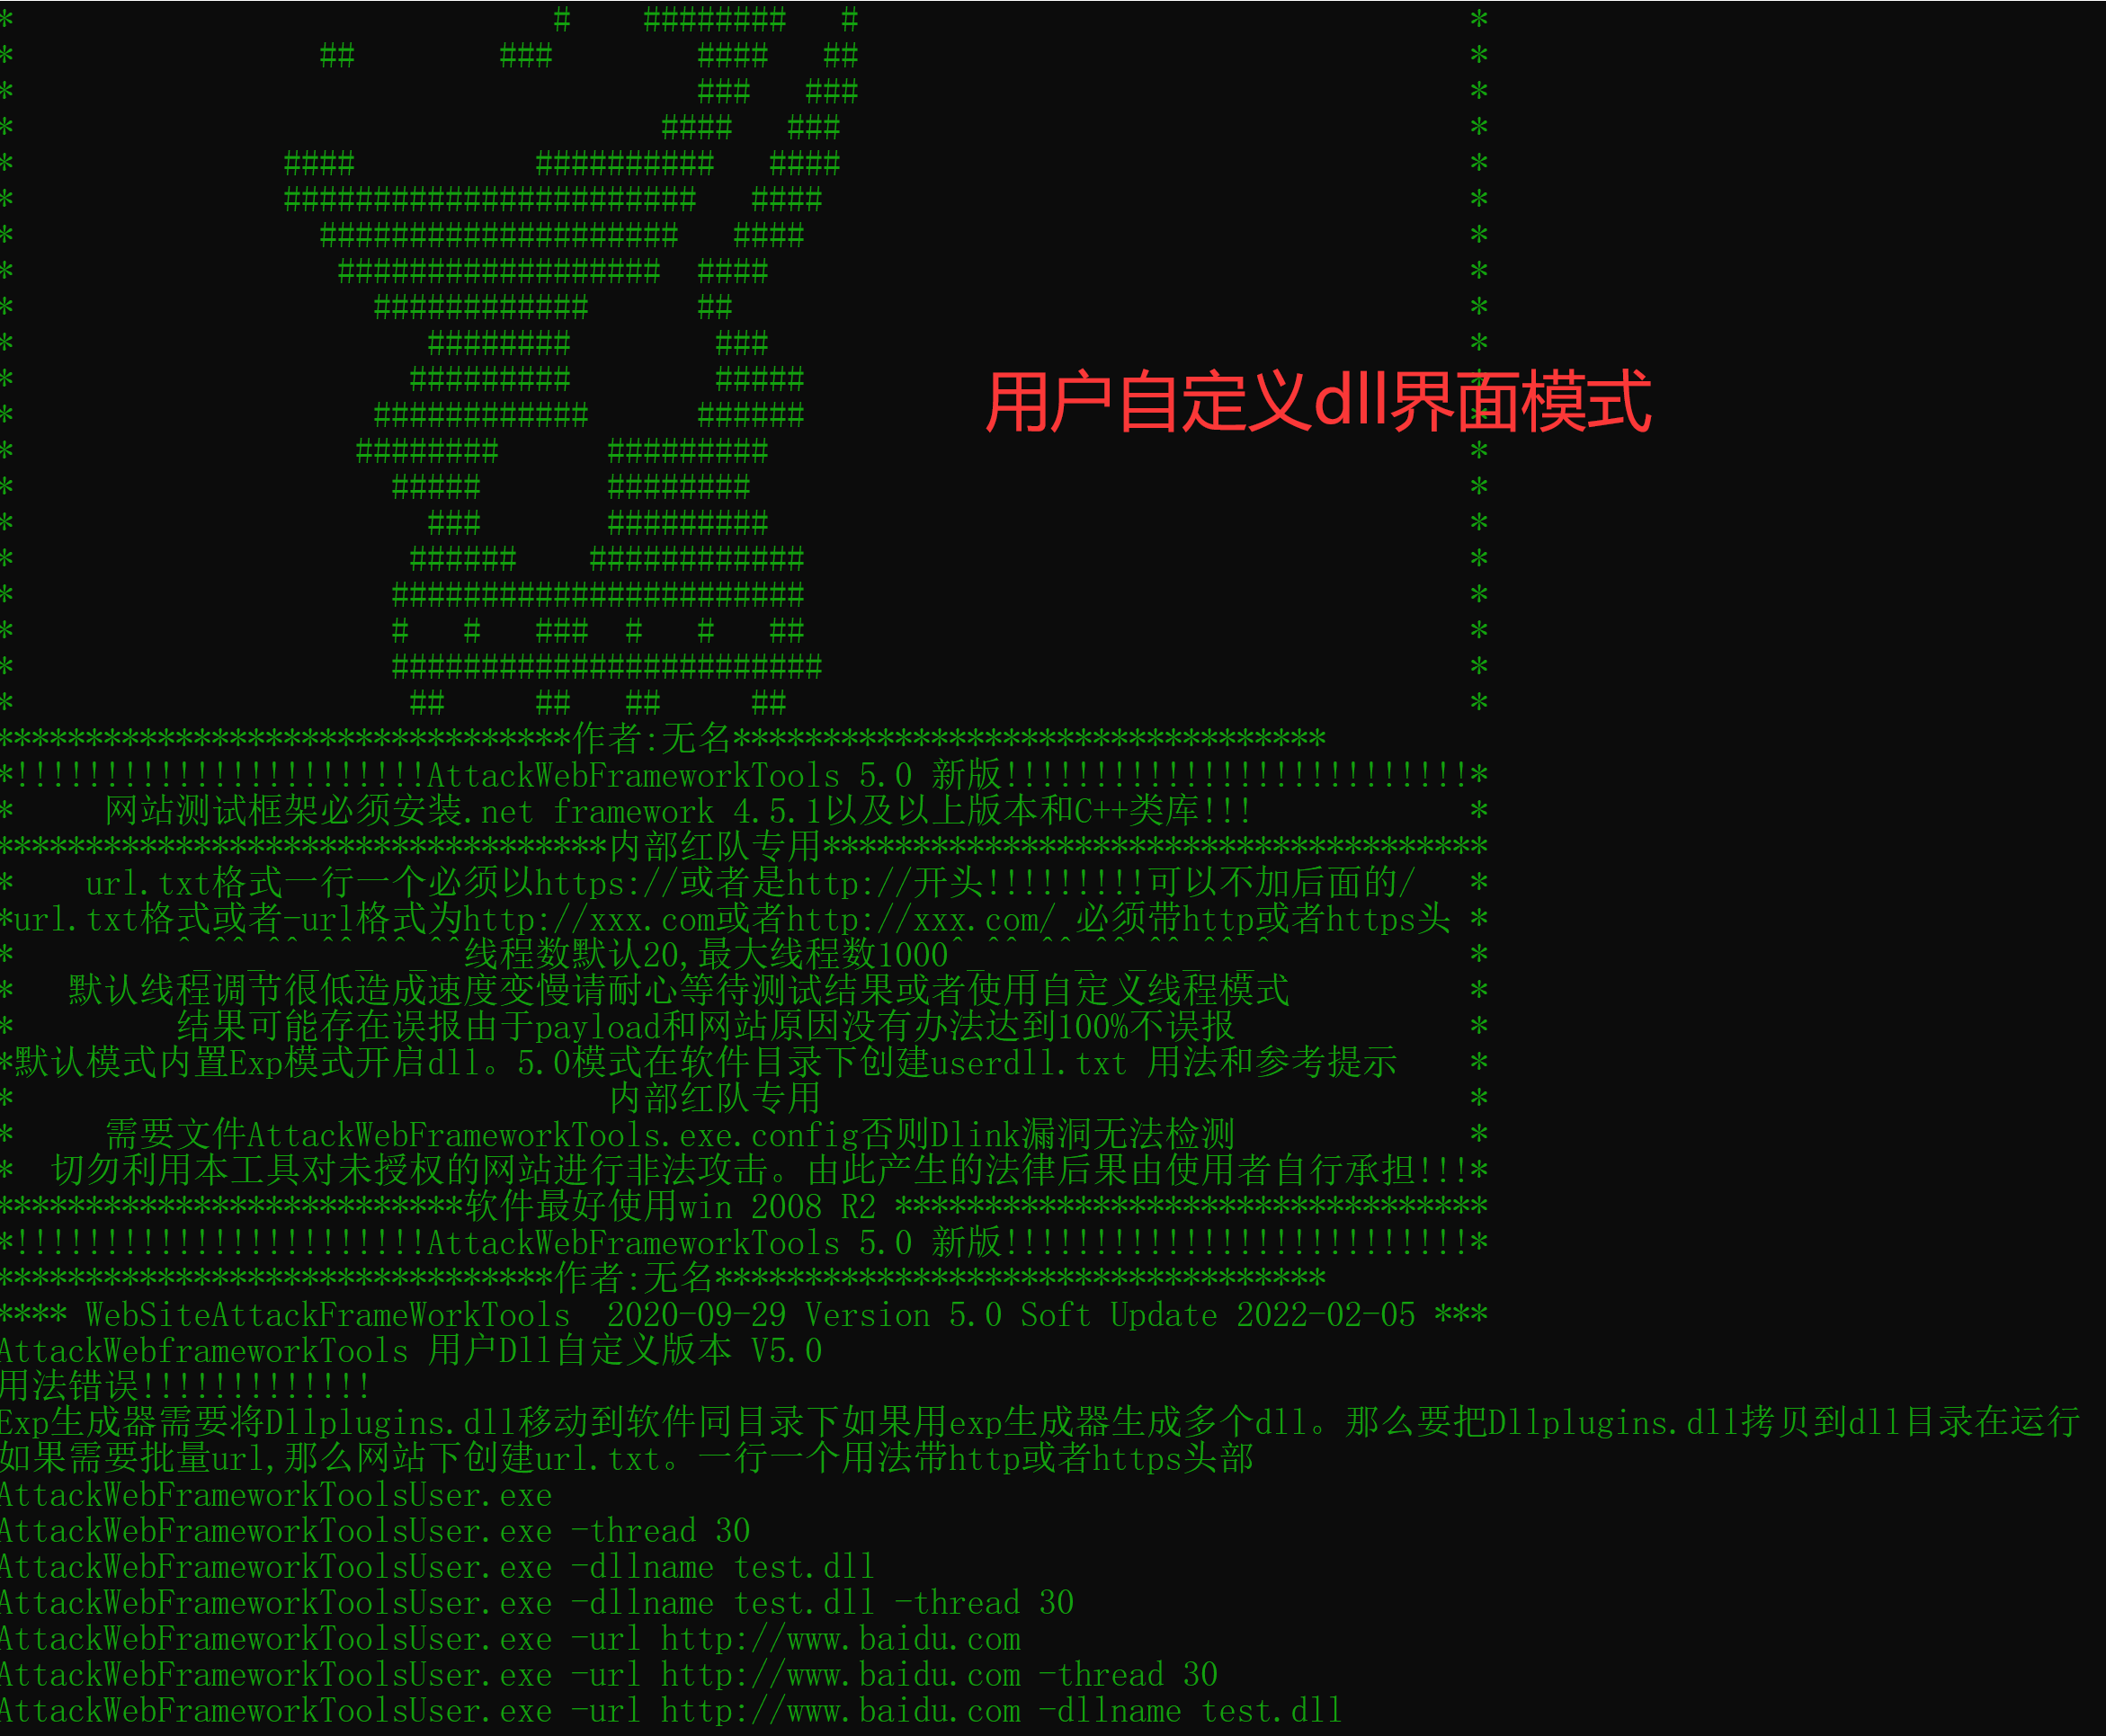 用户自定义dll界面模式
*******************************作者:无名*********************************
*!!!!!!!!!!!!!!!!!!!!!!!AttackWebFrameworkTools 5.0 新版!!!!!!!!!!!!!!!!!!!!!!!!!!*
* 网站测试框架必须安装.net framework 4.5.1以及以上版本和C++类库!!! *
*********************************内部红队专用*************************************
* url.txt格式一行一个必须以https://或者是http://开头!!!!!!!!!可以不加后面的/ *
*url.txt格式或者-url格式为http://xxx.com或者http://xxx.com/ 必须带http或者https头 *
* ^_^^_^^_^^_^^_^^线程数默认20,最大线程数1000^_^^_^^_^^_^^_^^_^ *
* 默认线程调节很低造成速度变慢请耐心等待测试结果或者使用自定义线程模式 *
* 结果可能存在误报由于payload和网站原因没有办法达到100%不误报 *
*默认模式内置Exp模式开启dll。5.0模式在软件目录下创建userdll.txt 用法和参考提示 *
* 内部红队专用 *
* 需要文件AttackWebFrameworkTools.exe.config否则Dlink漏洞无法检测 *
* 切勿利用本工具对未授权的网站进行非法攻击。由此产生的法律后果由使用者自行承担!!!*
**************************软件最好使用win 2008 R2 *********************************
*!!!!!!!!!!!!!!!!!!!!!!!AttackWebFrameworkTools 5.0 新版!!!!!!!!!!!!!!!!!!!!!!!!!!*
*******************************作者:无名**********************************
**** WebSiteAttackFrameWorkTools 2020-09-29 Version 5.0 Soft Update 2022-02-05 ***
AttackWebframeworkTools 用户Dll自定义版本 V5.0
用法错误!!!!!!!!!!!!!
Exp生成器需要将Dllplugins.dll移动到软件同目录下如果用exp生成器生成多个dll。那么要把Dllplugins.dll拷贝到dll目录在运行
如果需要批量url,那么网站下创建url.txt。一行一个用法带http或者https头部
AttackWebFrameworkToolsUser.exe
AttackWebFrameworkToolsUser.exe -thread 30
AttackWebFrameworkToolsUser.exe -dllname test.dll
AttackWebFrameworkToolsUser.exe -dllname test.dll -thread 30
AttackWebFrameworkToolsUser.exe -url http://www.baidu.com
AttackWebFrameworkToolsUser.exe -url http://www.baidu.com -thread 30
AttackWebFrameworkToolsUser.exe -url http://www.baidu.com -dllname test.dll